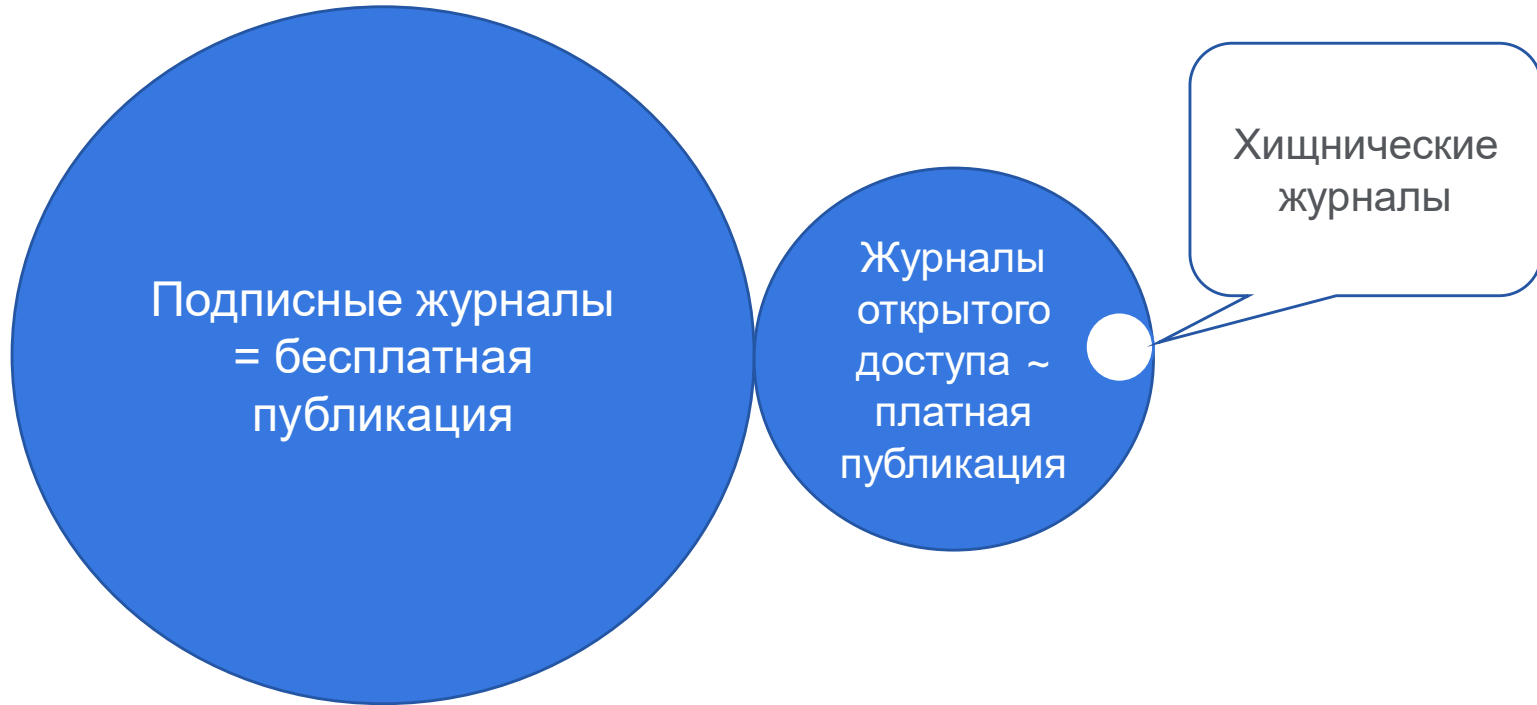 Подписные журналы
= бесплатная
публикация
Журналы
открытого
доступа ~
платная
публикация
Хищнические
журналы